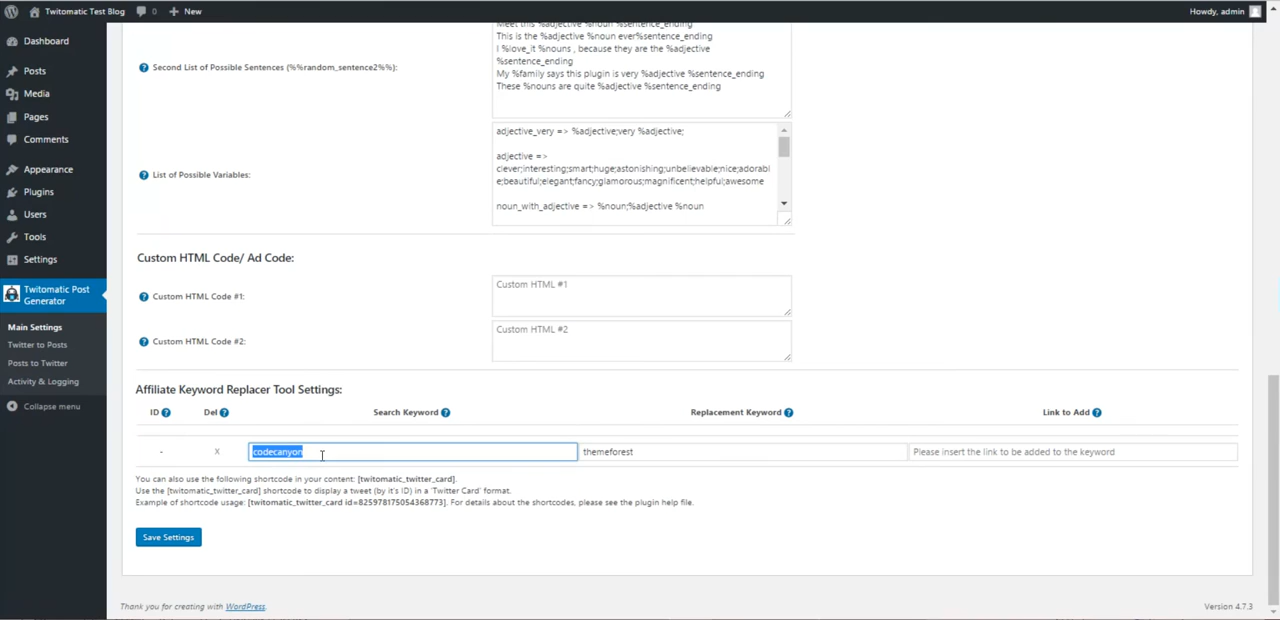 Twitomatic Test Blog
0
New
Howdy, admin
Dashboard
Posts
Media
Pages
Comments
Appearance
Plugins
Users
Tools
Settings
Twitomatic Post
Generator
Main Settings
Twitter to Posts
Posts to Twitter
Activity & Logging
Collapse menu
Second List of Possible Sentences (%%random_sentence2%%):
Meet this %adjective %noun %sentence_ending
This is the %adjective %noun ever%sentence_ending
I %love_it %nouns , because they are the %adjective
%sentence_ending
My %family says this plugin is very %adjective %sentence_ending
These %nouns are quite %adjective %sentence_ending
List of Possible Variables:
adjective_very => %adjective;very %adjective;
adjective =>
clever;interesting;smart;huge;astonishing;unbelievable;nice;adorabl
e;beautiful;elegant;fancy;glamorous;magnificent;helpful;awesome
noun_with_adjective => %noun;%adjective %noun
Custom HTML Code/ Ad Code:
Custom HTML Code #1:
Custom HTML #1
Custom HTML Code #2:
Custom HTML #2
Affiliate Keyword Replacer Tool Settings:
ID Del Search Keyword Replacement Keyword Link to Add
- X codecanyon themeforest Please insert the link to be added to the keyword
You can also use the following shortcode in your content: [twitomatic_twitter_card].
Use the [twitomatic_twitter_card] shortcode to display a tweet (by it's ID) in a 'Twitter Card' format.
Example of shortcode usage: [twitomatic_twitter_card id=825978175054368773]. For details about the shortcodes, please see the plugin help file.
Save Settings
Thank you for creating with WordPress.
Version 4.7.3